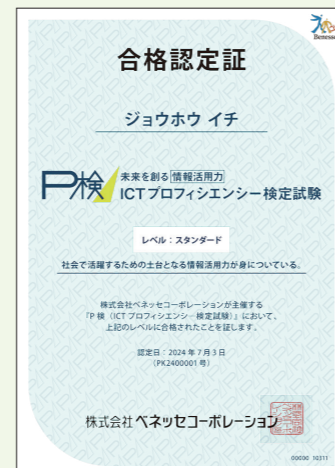 Benesse
合格認定証
ジョウホウ イチ
P検
未来を創る 情報活用力
ICTプロフィシエンシー検定試験
レベル：スタンダード
社会で活躍するための土台となる情報活用力が身についている。
株式会社ベネッセコーポレーションが主催する
「P検（ICTプロフィシエンシー検定試験）」において、
上記のレベルに合格されたことを証します。
認定日：2024年7月3日
（PK2400001号）
株式会社ベネッセコーポレーション
00000 10311